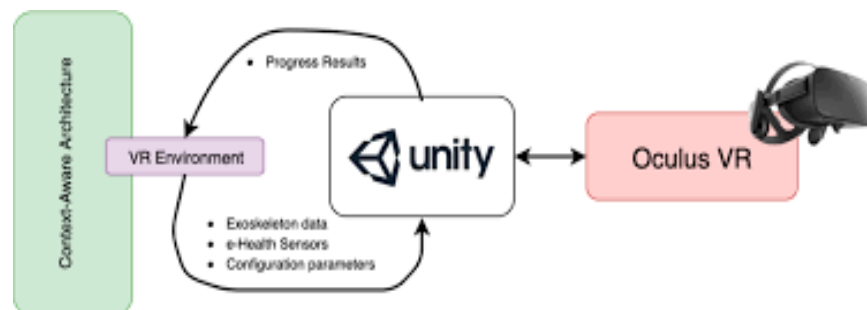 Context-Aware Architecture
• Progress Results
VR Environment
unity
Oculus VR
• Exoskeleton data
• e-Health Sensors
• Configuration parameters